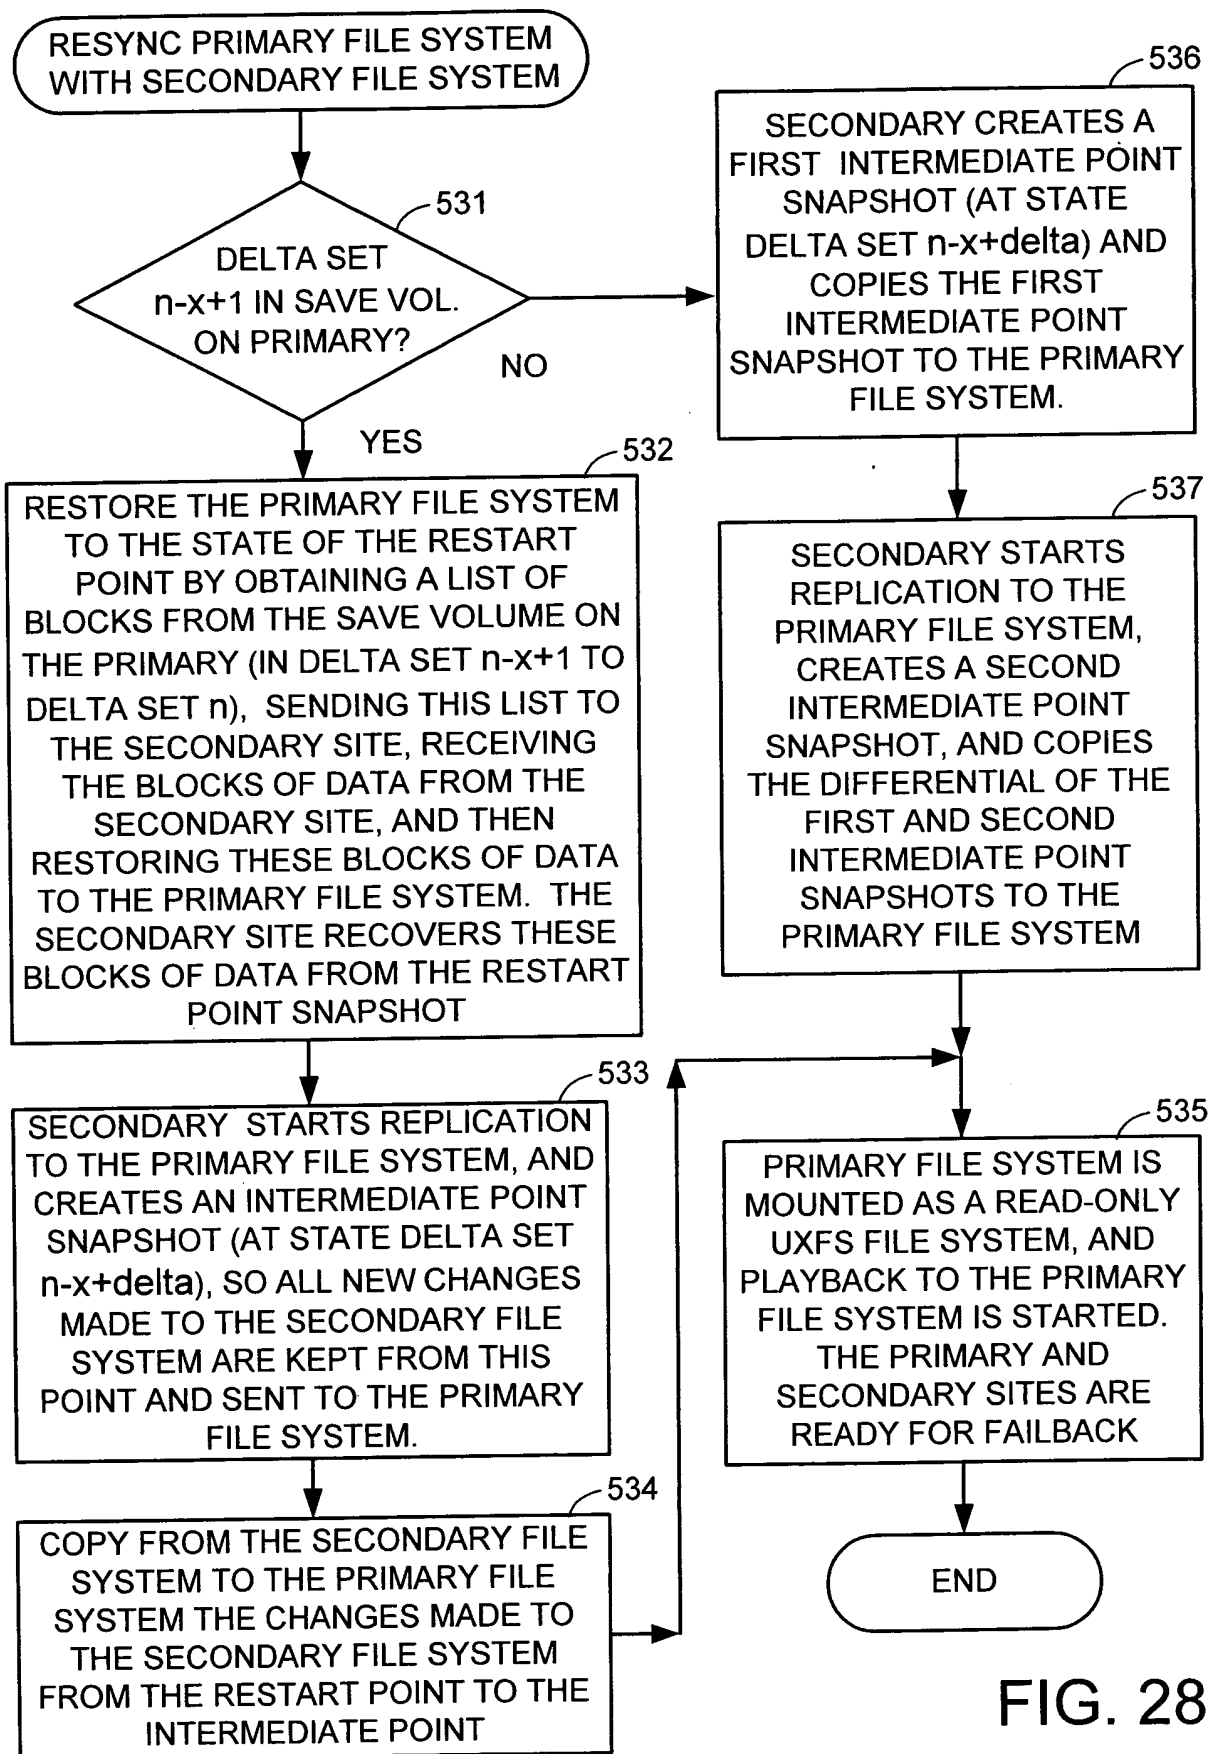 RESYNC PRIMARY FILE SYSTEM
WITH SECONDARY FILE SYSTEM
531
DELTA SET
n-x+1 IN SAVE VOL.
ON PRIMARY?
NO
YES
532
RESTORE THE PRIMARY FILE SYSTEM
TO THE STATE OF THE RESTART
POINT BY OBTAINING A LIST OF
BLOCKS FROM THE SAVE VOLUME ON
THE PRIMARY (IN DELTA SET n-x+1 TO
DELTA SET n), SENDING THIS LIST TO
THE SECONDARY SITE, RECEIVING
THE BLOCKS OF DATA FROM THE
SECONDARY SITE, AND THEN
RESTORING THESE BLOCKS OF DATA
TO THE PRIMARY FILE SYSTEM. THE
SECONDARY SITE RECOVERS THESE
BLOCKS OF DATA FROM THE RESTART
POINT SNAPSHOT
533
SECONDARY STARTS REPLICATION
TO THE PRIMARY FILE SYSTEM, AND
CREATES AN INTERMEDIATE POINT
SNAPSHOT (AT STATE DELTA SET
n-x+delta), SO ALL NEW CHANGES
MADE TO THE SECONDARY FILE
SYSTEM ARE KEPT FROM THIS
POINT AND SENT TO THE PRIMARY
FILE SYSTEM.
534
COPY FROM THE SECONDARY FILE
SYSTEM TO THE PRIMARY FILE
SYSTEM THE CHANGES MADE TO
THE SECONDARY FILE SYSTEM
FROM THE RESTART POINT TO THE
INTERMEDIATE POINT
536
SECONDARY CREATES A
FIRST INTERMEDIATE POINT
SNAPSHOT (AT STATE
DELTA SET n-x+delta) AND
COPIES THE FIRST
INTERMEDIATE POINT
SNAPSHOT TO THE PRIMARY
FILE SYSTEM.
537
SECONDARY STARTS
REPLICATION TO THE
PRIMARY FILE SYSTEM,
CREATES A SECOND
INTERMEDIATE POINT
SNAPSHOT, AND COPIES
THE DIFFERENTIAL OF THE
FIRST AND SECOND
INTERMEDIATE POINT
SNAPSHOTS TO THE
PRIMARY FILE SYSTEM
535
PRIMARY FILE SYSTEM IS
MOUNTED AS A READ-ONLY
UXFS FILE SYSTEM, AND
PLAYBACK TO THE PRIMARY
FILE SYSTEM IS STARTED.
THE PRIMARY AND
SECONDARY SITES ARE
READY FOR FAILBACK
END
FIG. 28